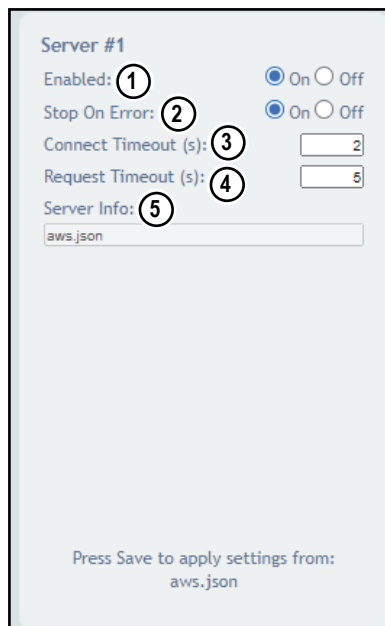 Server #1
Enabled: 1 On Off
Stop On Error: 2 On Off
Connect Timeout (s): 3 2
Request Timeout (s): 4 5
Server Info: 5
aws.json
Press Save to apply settings from:
aws.json